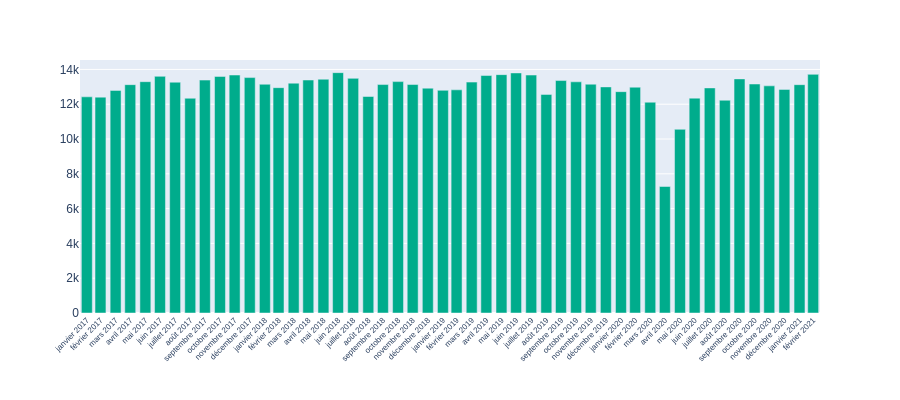 14k
12k
10k
8k
6k
4k
2k
0
janvier 2017
février 2017
mars 2017
avril 2017
mai 2017
juin 2017
juillet 2017
août 2017
septembre 2017
octobre 2017
novembre 2017
décembre 2017
janvier 2018
février 2018
mars 2018
avril 2018
mai 2018
juin 2018
juillet 2018
août 2018
septembre 2018
octobre 2018
novembre 2018
décembre 2018
janvier 2019
février 2019
mars 2019
avril 2019
mai 2019
juin 2019
juillet 2019
août 2019
septembre 2019
octobre 2019
novembre 2019
décembre 2019
janvier 2020
février 2020
mars 2020
avril 2020
mai 2020
juin 2020
juillet 2020
août 2020
septembre 2020
octobre 2020
novembre 2020
décembre 2020
janvier 2021
février 2021